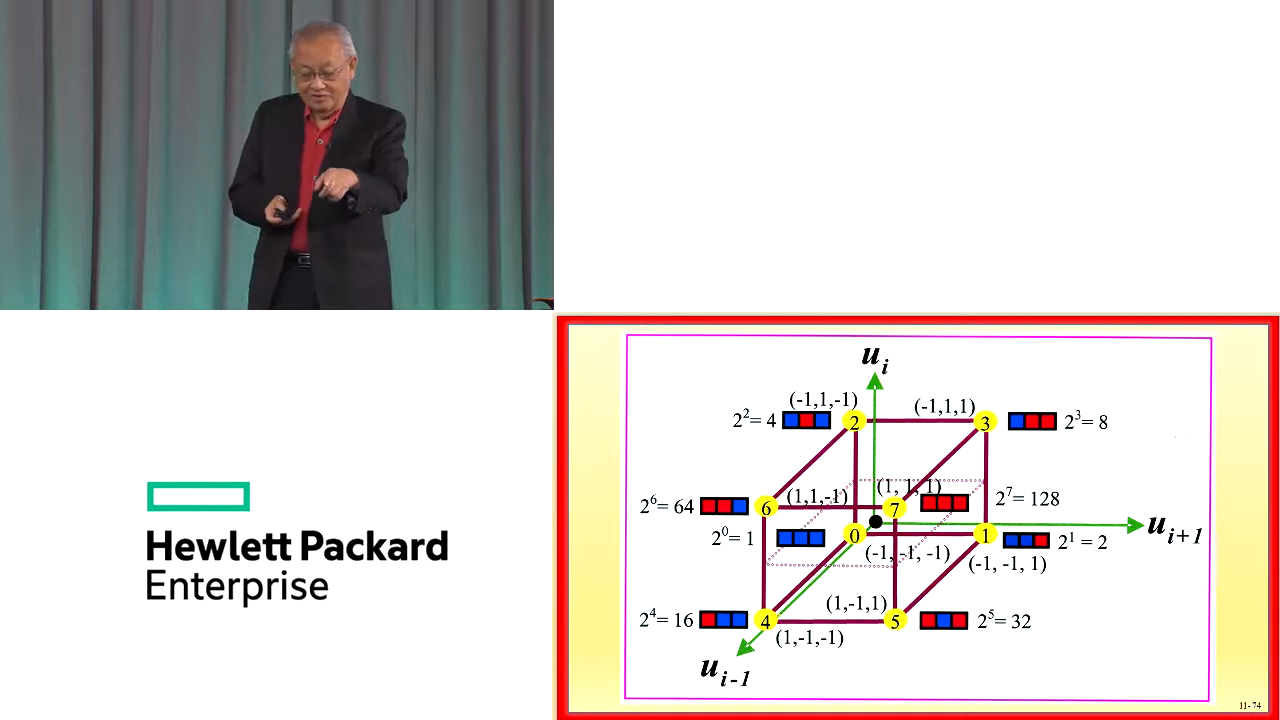 u i
(-1,1,-1) (-1,1,1)
2^2= 4 2 3 2^3= 8
(1,1,-1) (1, 1, 1)
2^6= 64 6 7 2^7= 128
2^0= 1 0 1 2^1 = 2 u i+1
(-1, -1, -1) (-1, -1, 1)
(1,-1,1)
2^4= 16 4 5 2^5= 32
(1,-1,-1)
u i-1
11- 74
Hewlett Packard
Enterprise